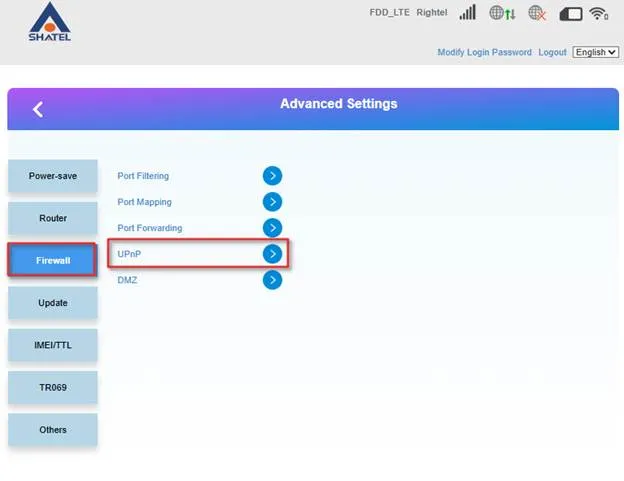 SHATEL
FDD_LTE Rightel
Modify Login Password Logout English
Advanced Settings
Power-save
Router
Firewall
Update
IMEI/TTL
TR069
Others
Port Filtering
Port Mapping
Port Forwarding
UPnP
DMZ